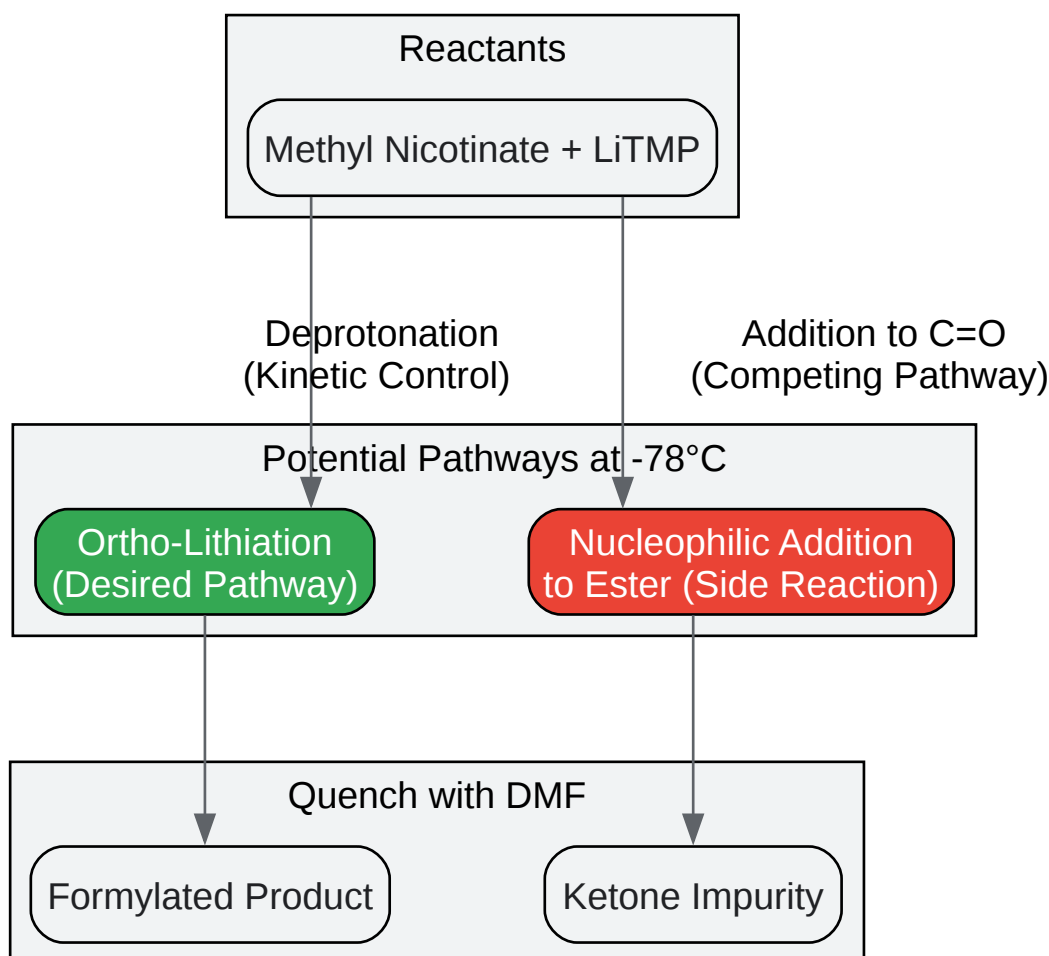 Reactants
Methyl Nicotinate + LiTMP
Deprotonation
(Kinetic Control)
Addition to C=O
(Competing Pathway)
Potential Pathways at -78°C
Ortho-Lithiation
(Desired Pathway)
Nucleophilic Addition
to Ester (Side Reaction)
Quench with DMF
Formylated Product
Ketone Impurity